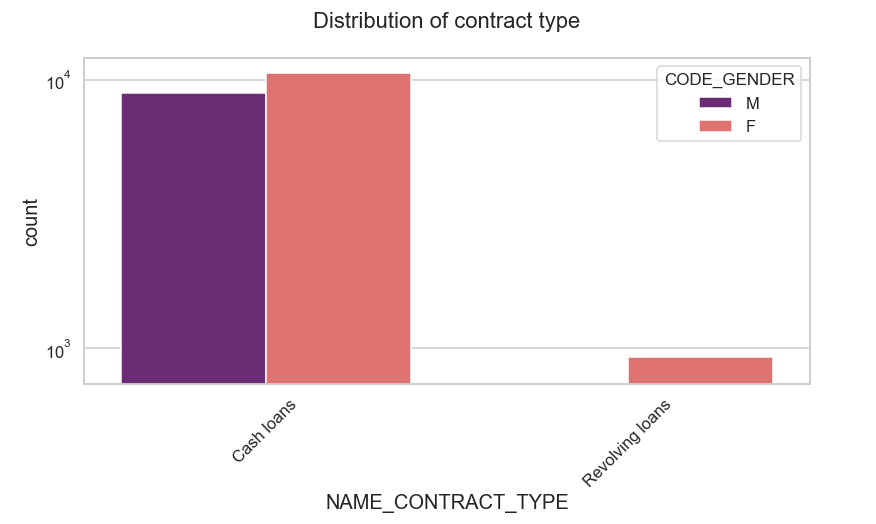 Distribution of contract type
10^4
10^3
count
CODE_GENDER
M
F
Cash loans
Revolving loans
NAME_CONTRACT_TYPE